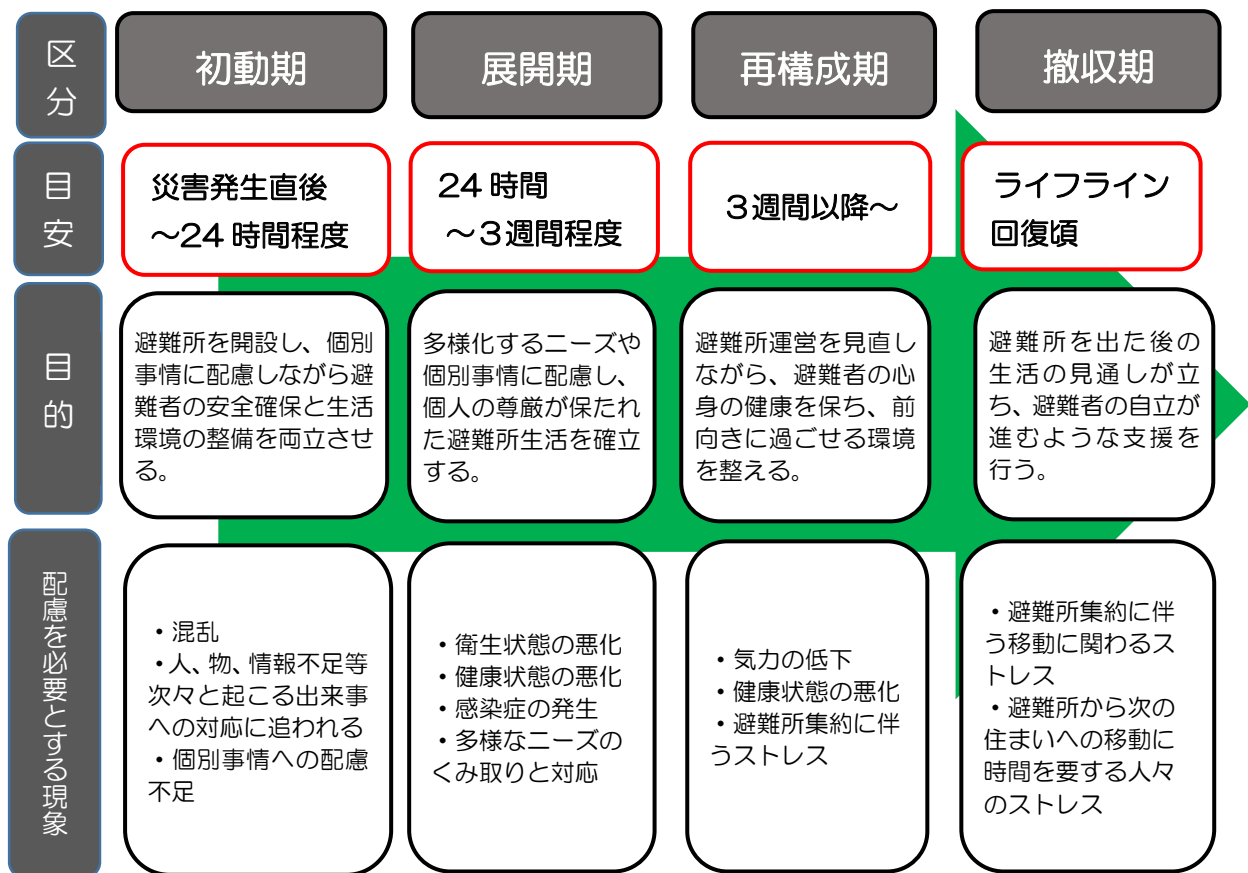 区分
初動期
展開期
再構成期
撤収期
目安
災害発生直後
～24 時間程度
24 時間
～3週間程度
3週間以降～
ライフライン
回復頃
目的
避難所を開設し、個別
事情に配慮しながら避
難者の安全確保と生活
環境の整備を両立させ
る。
多様化するニーズや
個別事情に配慮し、
個人の尊厳が保たれ
た避難所生活を確立
する。
避難所運営を見直し
ながら、避難者の心
身の健康を保ち、前
向きに過ごせる環境
を整える。
避難所を出た後の
生活の見通しが立
ち、避難者の自立が
進むような支援を
行う。
配慮を必要とする現象
・混乱
・人、物、情報不足等
次々と起こる出来事
への対応に追われる
・個別事情への配慮
不足
・衛生状態の悪化
・健康状態の悪化
・感染症の発生
・多様なニーズの
くみ取りと対応
・気力の低下
・健康状態の悪化
・避難所集約に伴
うストレス
・避難所集約に伴
う移動に関わるス
トレス
・避難所から次の
住まいへの移動に
時間を要する人々
のストレス